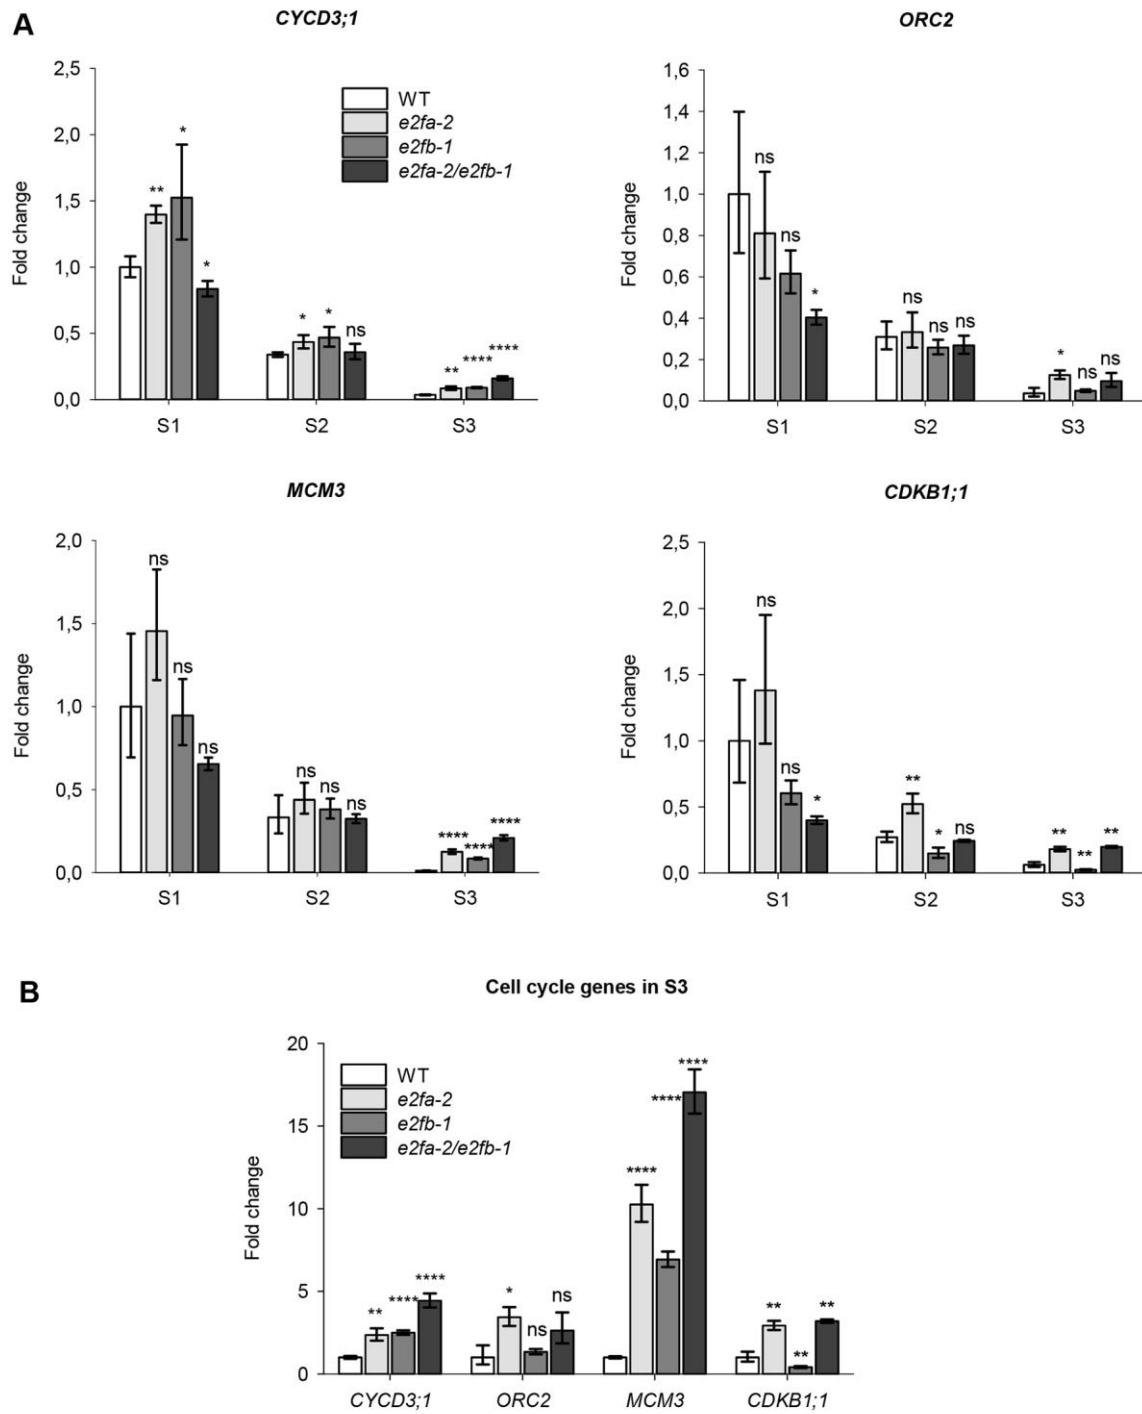 A
CYCD3;1
Fold change
2,5
2,0
1,5
1,0
0,5
0,0
WT
e2fa-2
e2fb-1
e2fa-2/e2fb-1
** * *
* * ns
** **** ****
S1 S2 S3
ORC2
Fold change
1,6
1,4
1,2
1,0
0,8
0,6
0,4
0,2
0,0
ns ns *
ns ns ns
* ns ns
S1 S2 S3
MCM3
Fold change
2,0
1,5
1,0
0,5
0,0
ns ns ns
ns ns ns
**** **** ****
S1 S2 S3
CDKB1;1
Fold change
2,5
2,0
1,5
1,0
0,5
0,0
ns ns *
** * ns
** ** **
S1 S2 S3
B
Cell cycle genes in S3
Fold change
20
15
10
5
0
WT
e2fa-2
e2fb-1
e2fa-2/e2fb-1
** **** ****
* ns ns
**** **** ****
** ** **
CYCD3;1 ORC2 MCM3 CDKB1;1